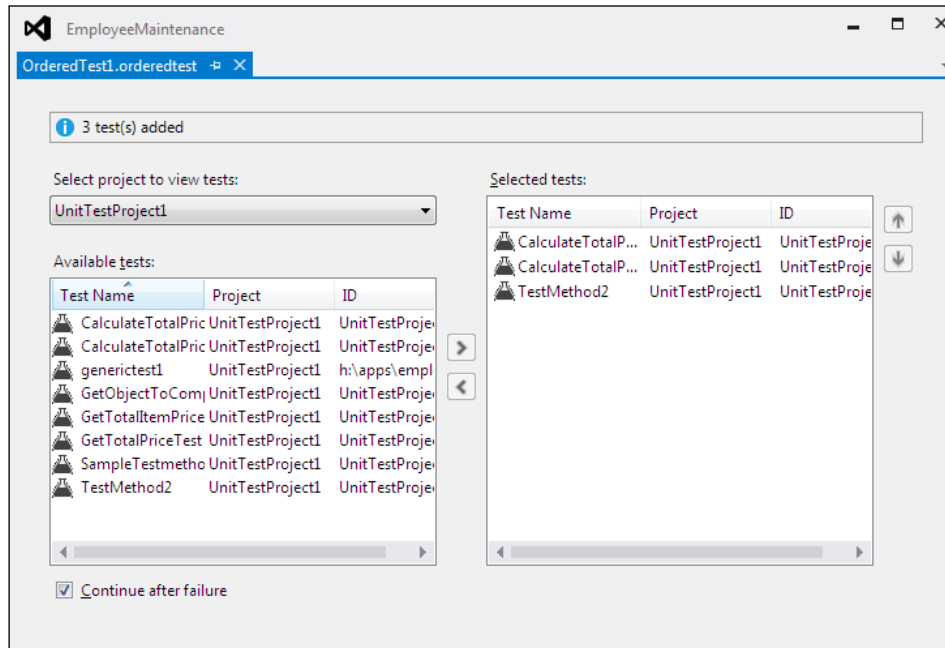 EmployeeMaintenance
OrderedTest1.orderedtest
3 test(s) added
Select project to view tests:
UnitTestProject1
Available tests:
Test Name Project ID
CalculateTotalPric UnitTestProject1 UnitTestProje
CalculateTotalPric UnitTestProject1 UnitTestProje
generictest1 UnitTestProject1 h:\apps\empl
GetObjectToComp UnitTestProject1 UnitTestProje
GetTotalItemPrice UnitTestProject1 UnitTestProje
GetTotalPriceTest UnitTestProject1 UnitTestProje
SampleTestmetho UnitTestProject1 UnitTestProje
TestMethod2 UnitTestProject1 UnitTestProje
Continue after failure
Selected tests:
Test Name Project ID
CalculateTotalP... UnitTestProject1 UnitTestProje
CalculateTotalP... UnitTestProject1 UnitTestProje
TestMethod2 UnitTestProject1 UnitTestProje